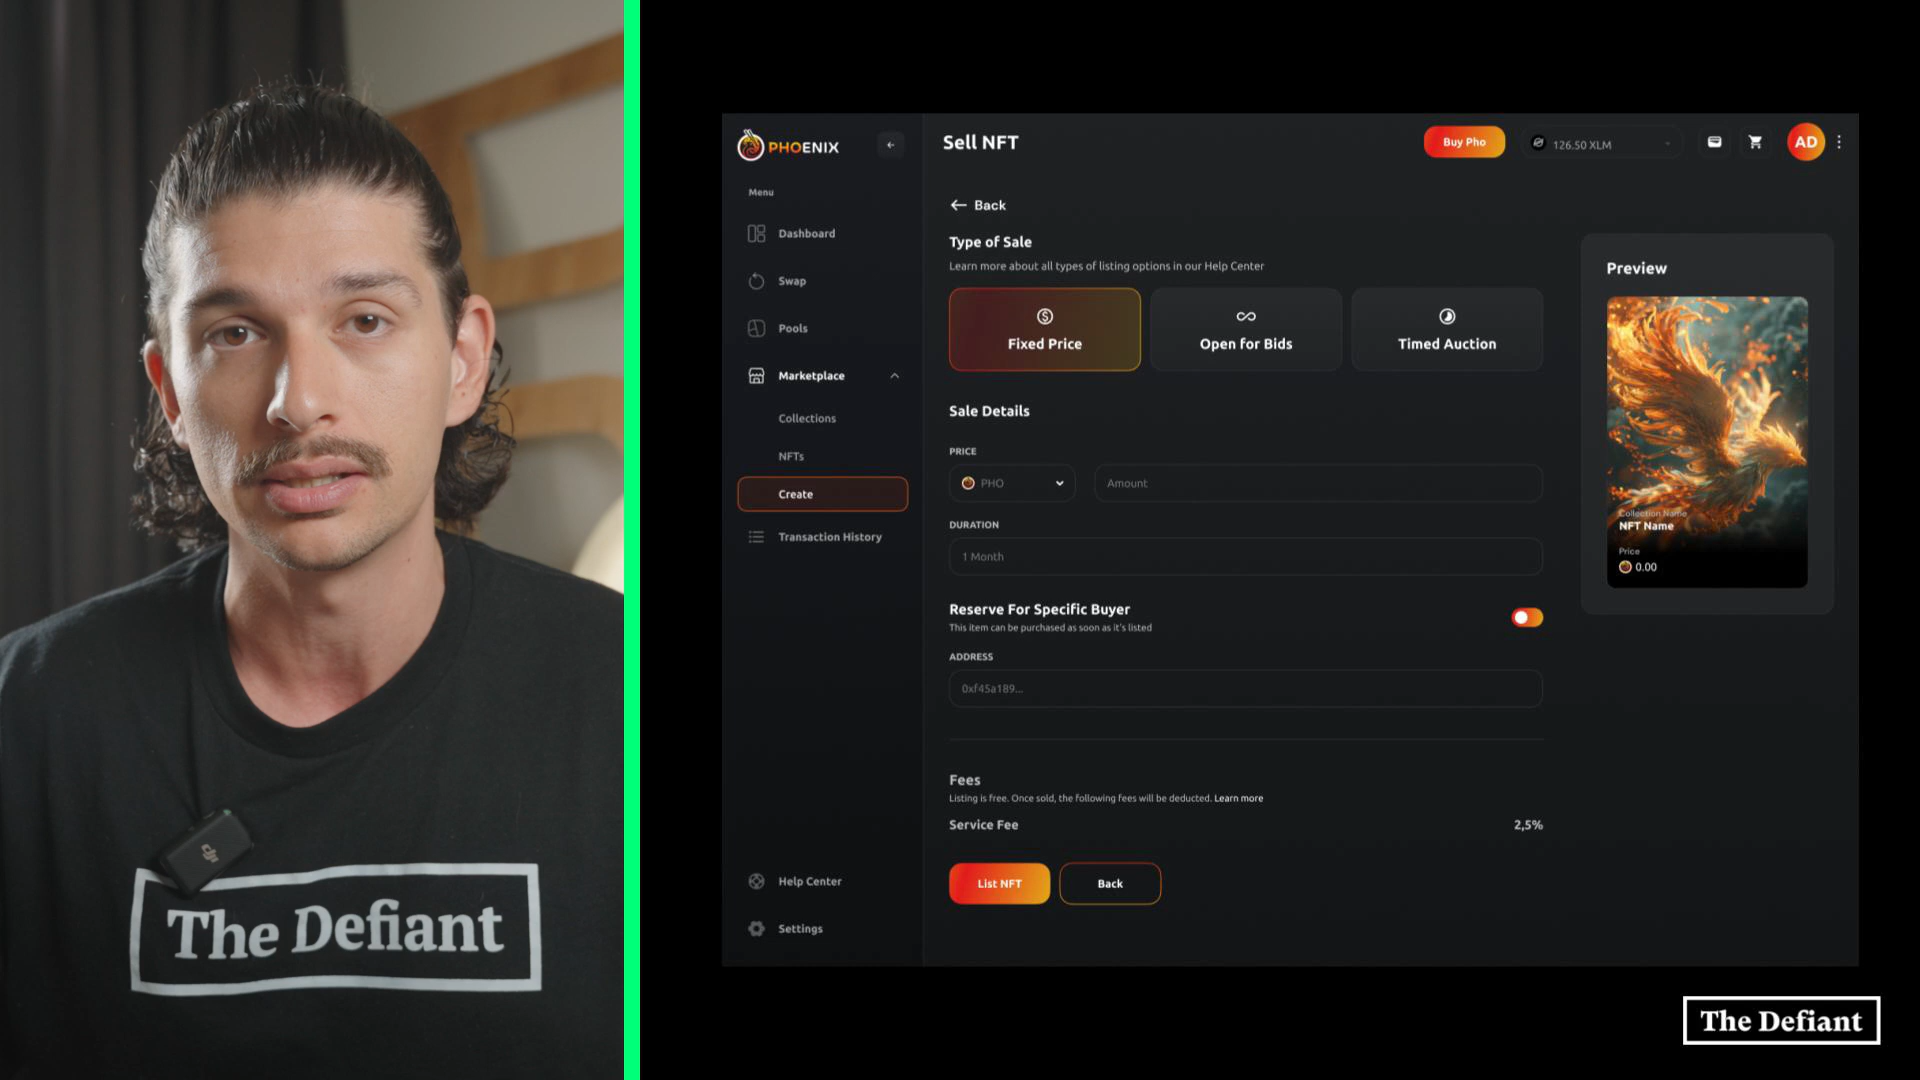 The Defiant
PHOENIX
Menu
Dashboard
Swap
Pools
Marketplace
Collections
NFTs
Create
Transaction History
Help Center
Settings
Sell NFT
Buy Pho
126.50 XLM
AD
Back
Type of Sale
Learn more about all types of listing options in our Help Center
Fixed Price
Open for Bids
Timed Auction
Sale Details
PRICE
PHO
Amount
DURATION
1 Month
Reserve For Specific Buyer
This item can be purchased as soon as it's listed
ADDRESS
0xf45a189...
Fees
Listing is free. Once sold, the following fees will be deducted. Learn more
Service Fee
2,5%
List NFT
Back
Preview
Collection Name
NFT Name
Price
0.00
The Defiant